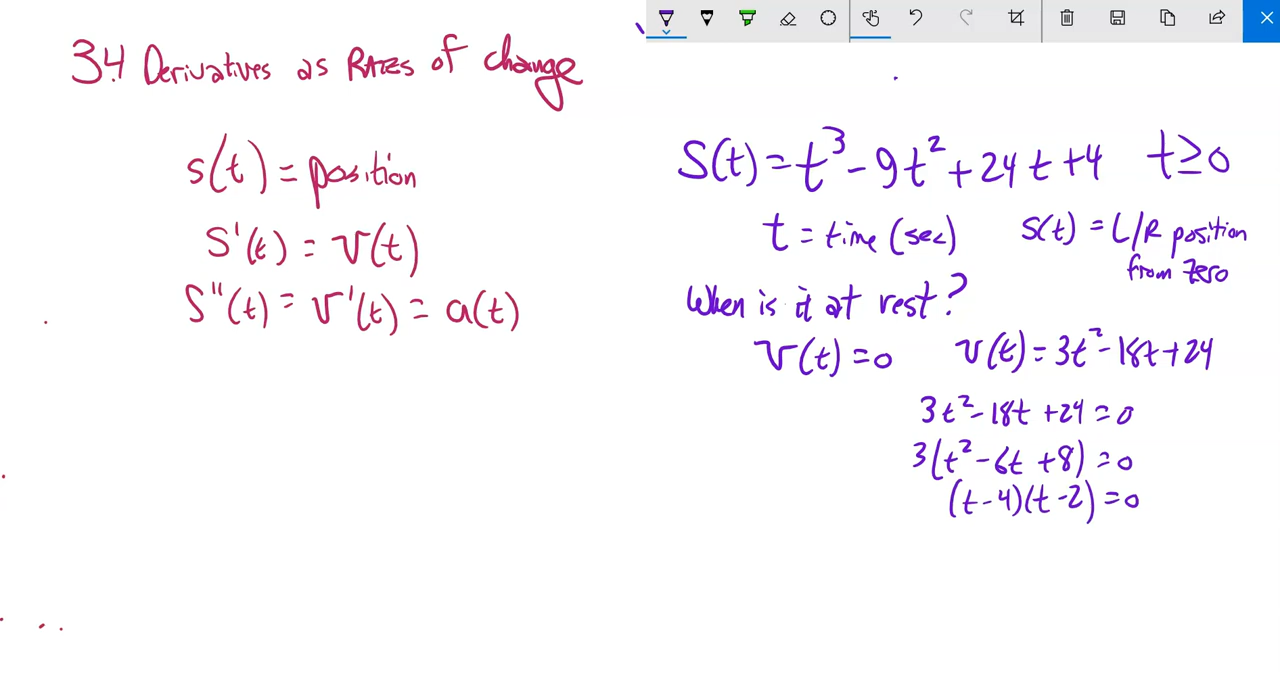 3.4 Derivatives as Rates of change
s(t) = position
S'(t) = v(t)
S''(t) = v'(t) = a(t)
S(t) = t³ - 9t² + 24t + 4 t ≥ 0
t = time (sec) s(t) = L/R position from zero
When is it at rest?
v(t) = 0 v(t) = 3t² - 18t + 24
3t² - 18t + 24 = 0
3(t² - 6t + 8) = 0
(t - 4)(t - 2) = 0